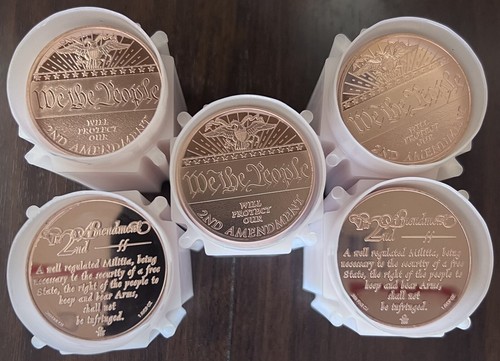 We the People
WILL
PROTECT
OUR
2ND AMENDMENT
We the People
WILL
PROTECT
OUR
2ND AMENDMENT
We the People
WILL
PROTECT
OUR
2ND AMENDMENT
Amendment
2nd
A well regulated Militia, being
necessary to the security of a free
State, the right of the people to
keep and bear Arms,
shall not
be infringed.
Amendment
2nd
A well regulated Militia, being
necessary to the security of a free
State, the right of the people to
keep and bear Arms,
shall not
be infringed.